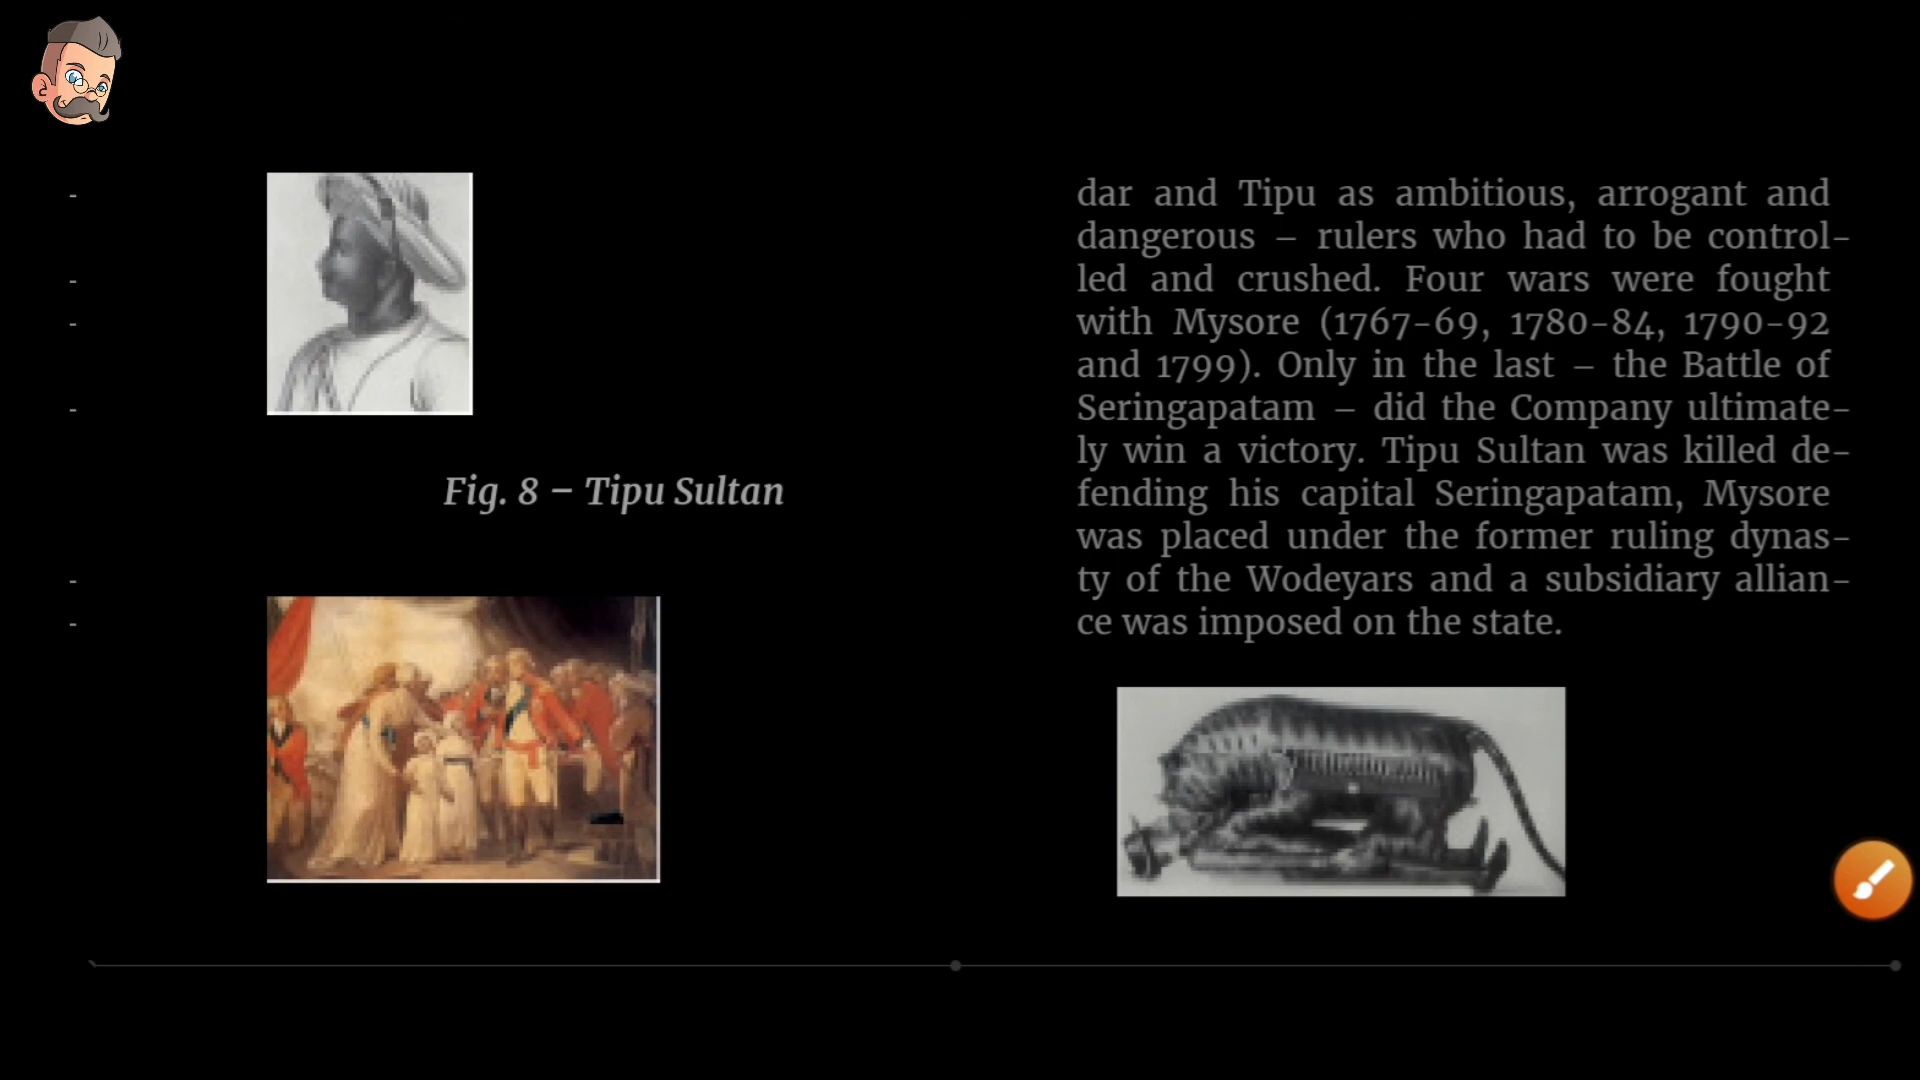 -
-
-
-
-
-
Fig. 8 – Tipu Sultan
dar and Tipu as ambitious, arrogant and
dangerous – rulers who had to be control-
led and crushed. Four wars were fought
with Mysore (1767-69, 1780-84, 1790-92
and 1799). Only in the last – the Battle of
Seringapatam – did the Company ultimate-
ly win a victory. Tipu Sultan was killed de-
fending his capital Seringapatam, Mysore
was placed under the former ruling dynas-
ty of the Wodeyars and a subsidiary allian-
ce was imposed on the state.